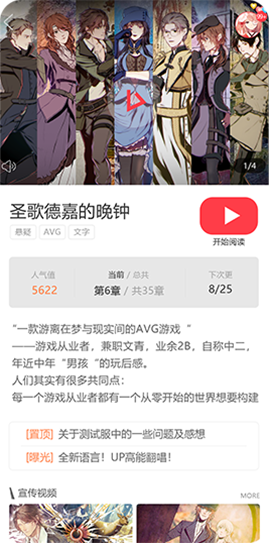 99+
1/4
圣歌德嘉的晚钟
悬疑 AVG 文字
开始阅读
人气值 当前 / 总共 下次更
5622 第6章 / 共35章 8/25
“一款游离在梦与现实间的AVG游戏 “
——游戏从业者，兼职文青，业余2B，自称中二，
年近中年“男孩“的玩后感。
人们其实有很多共同点：
每一个游戏从业者都有一个从零开始的世界想要构建
[置顶] 关于测试服中的一些问题及感想
[曝光] 全新语言！UP高能翻唱！
宣传视频 MORE